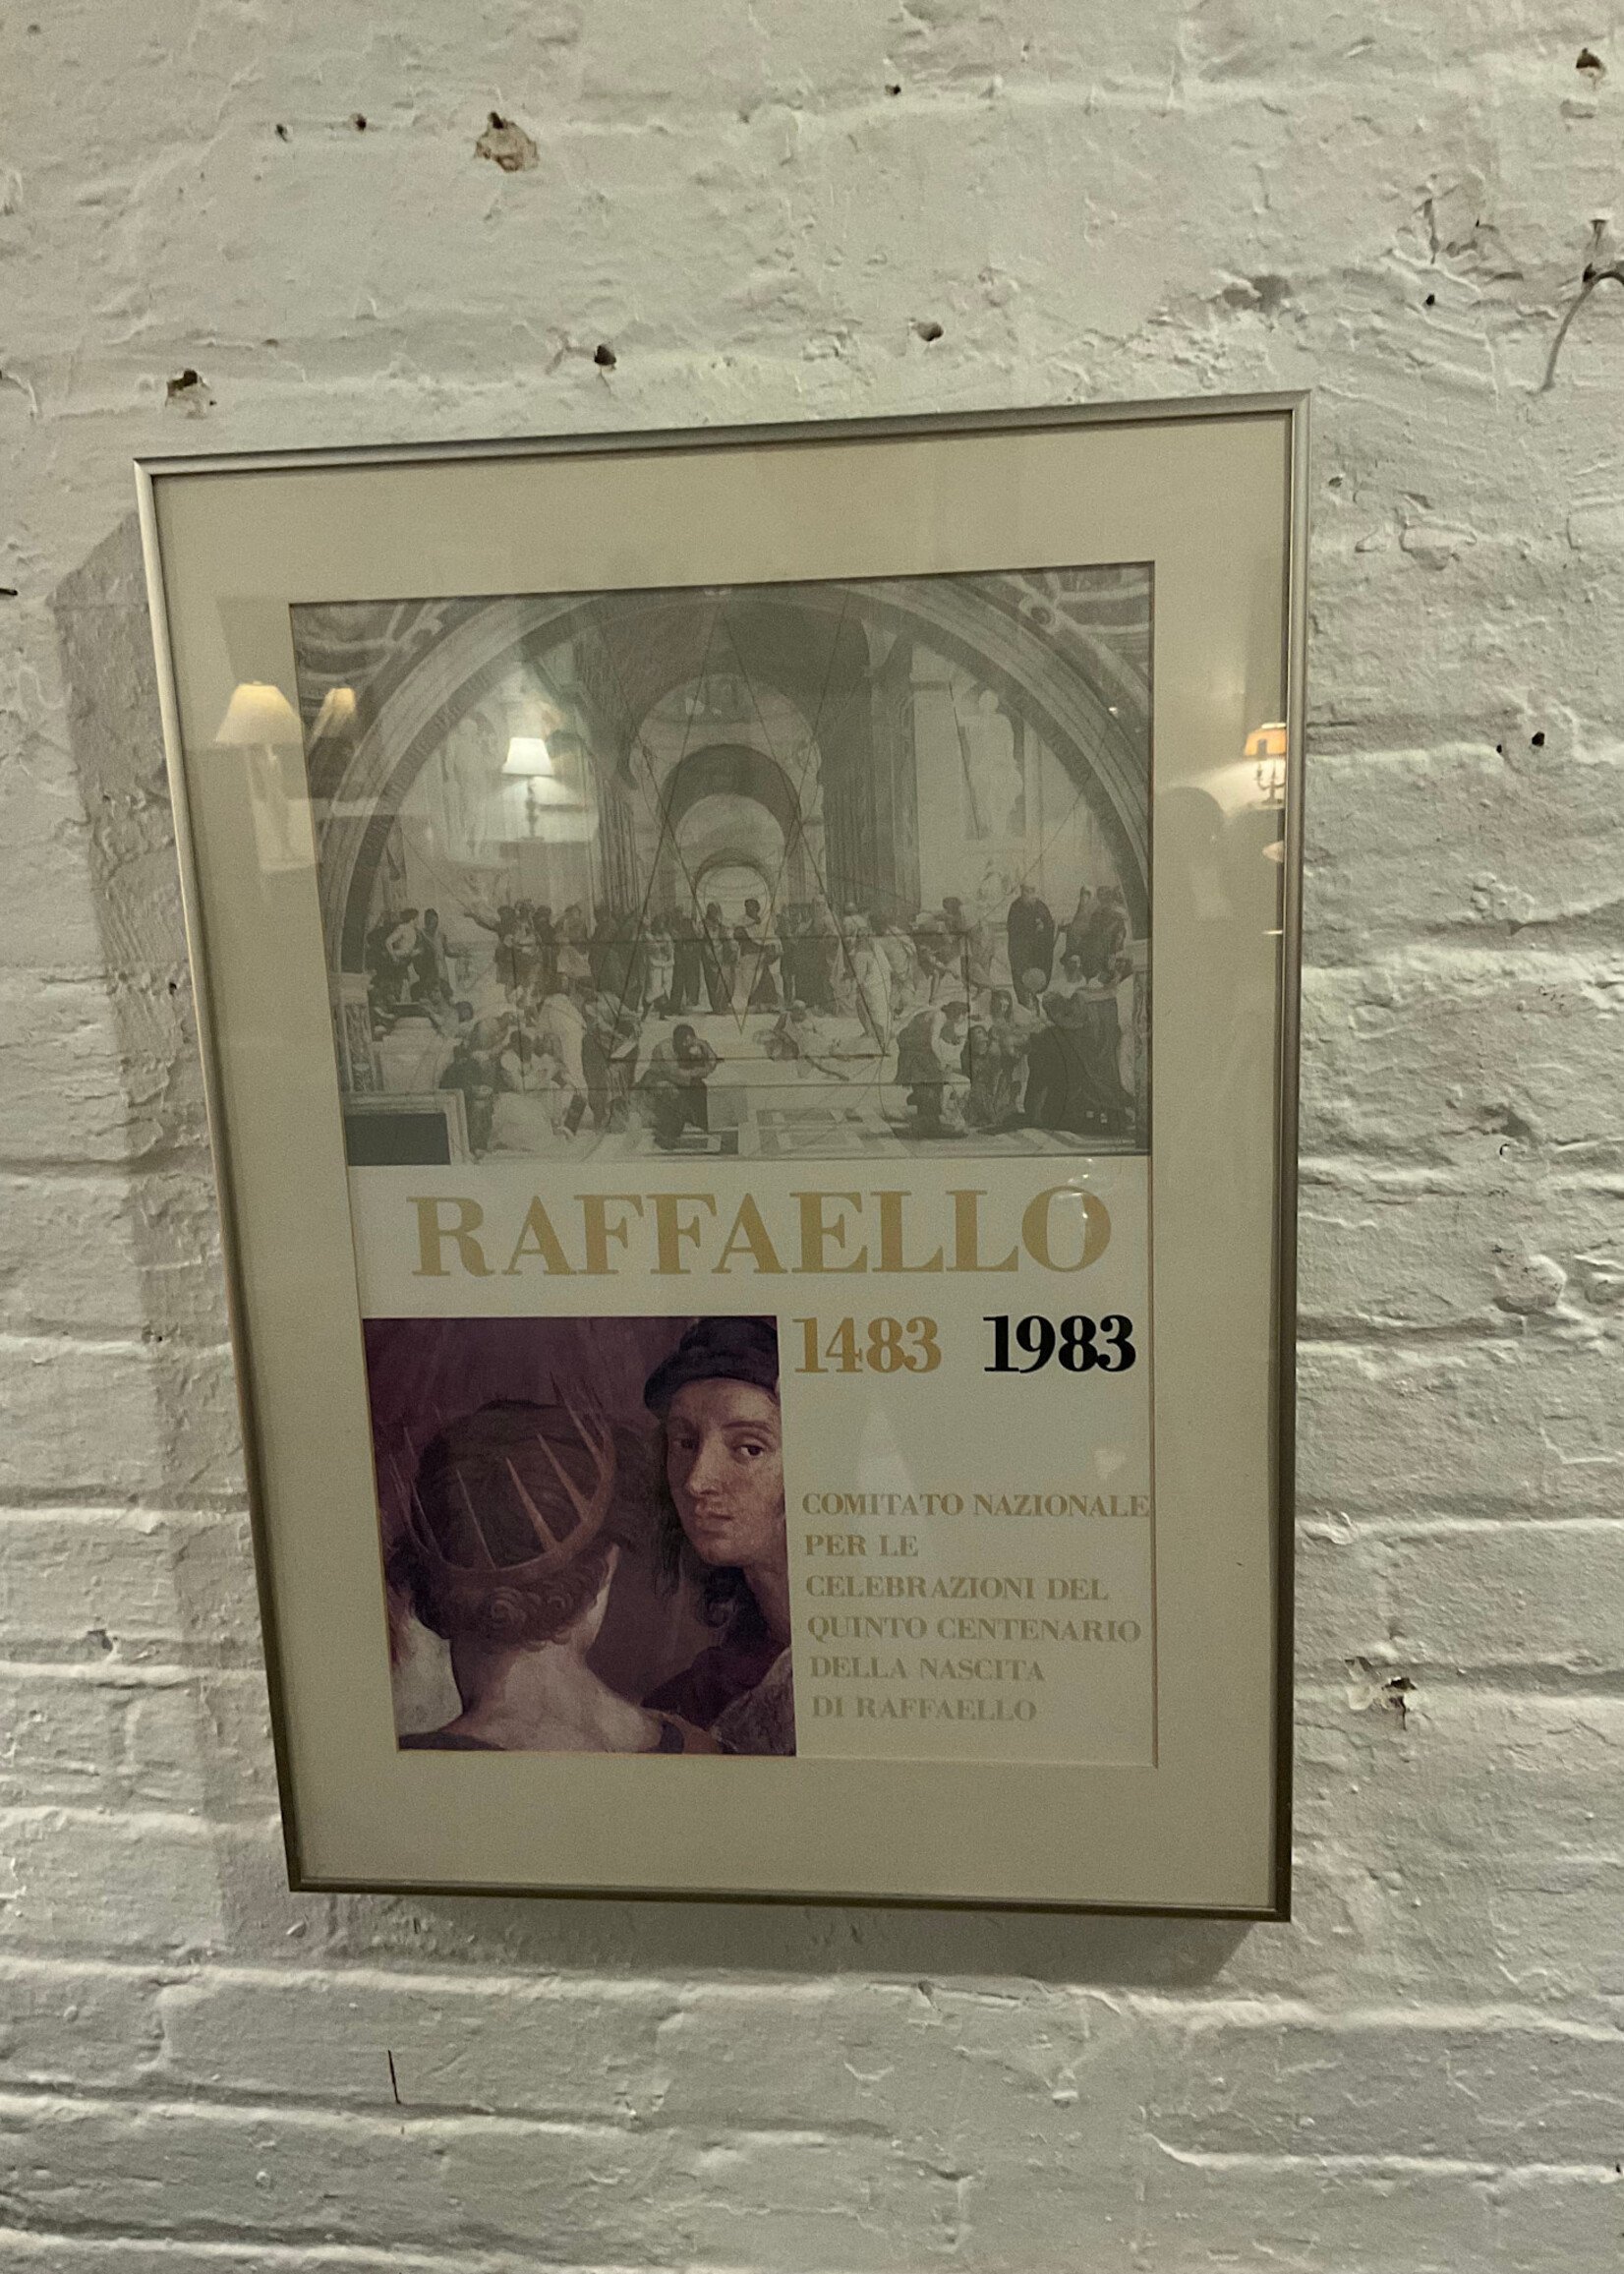 RAFFAELLO
1483 1983
COMITATO NAZIONALE
PER LE
CELEBRAZIONI DEL
QUINTO CENTENARIO
DELLA NASCITA
DI RAFFAELLO